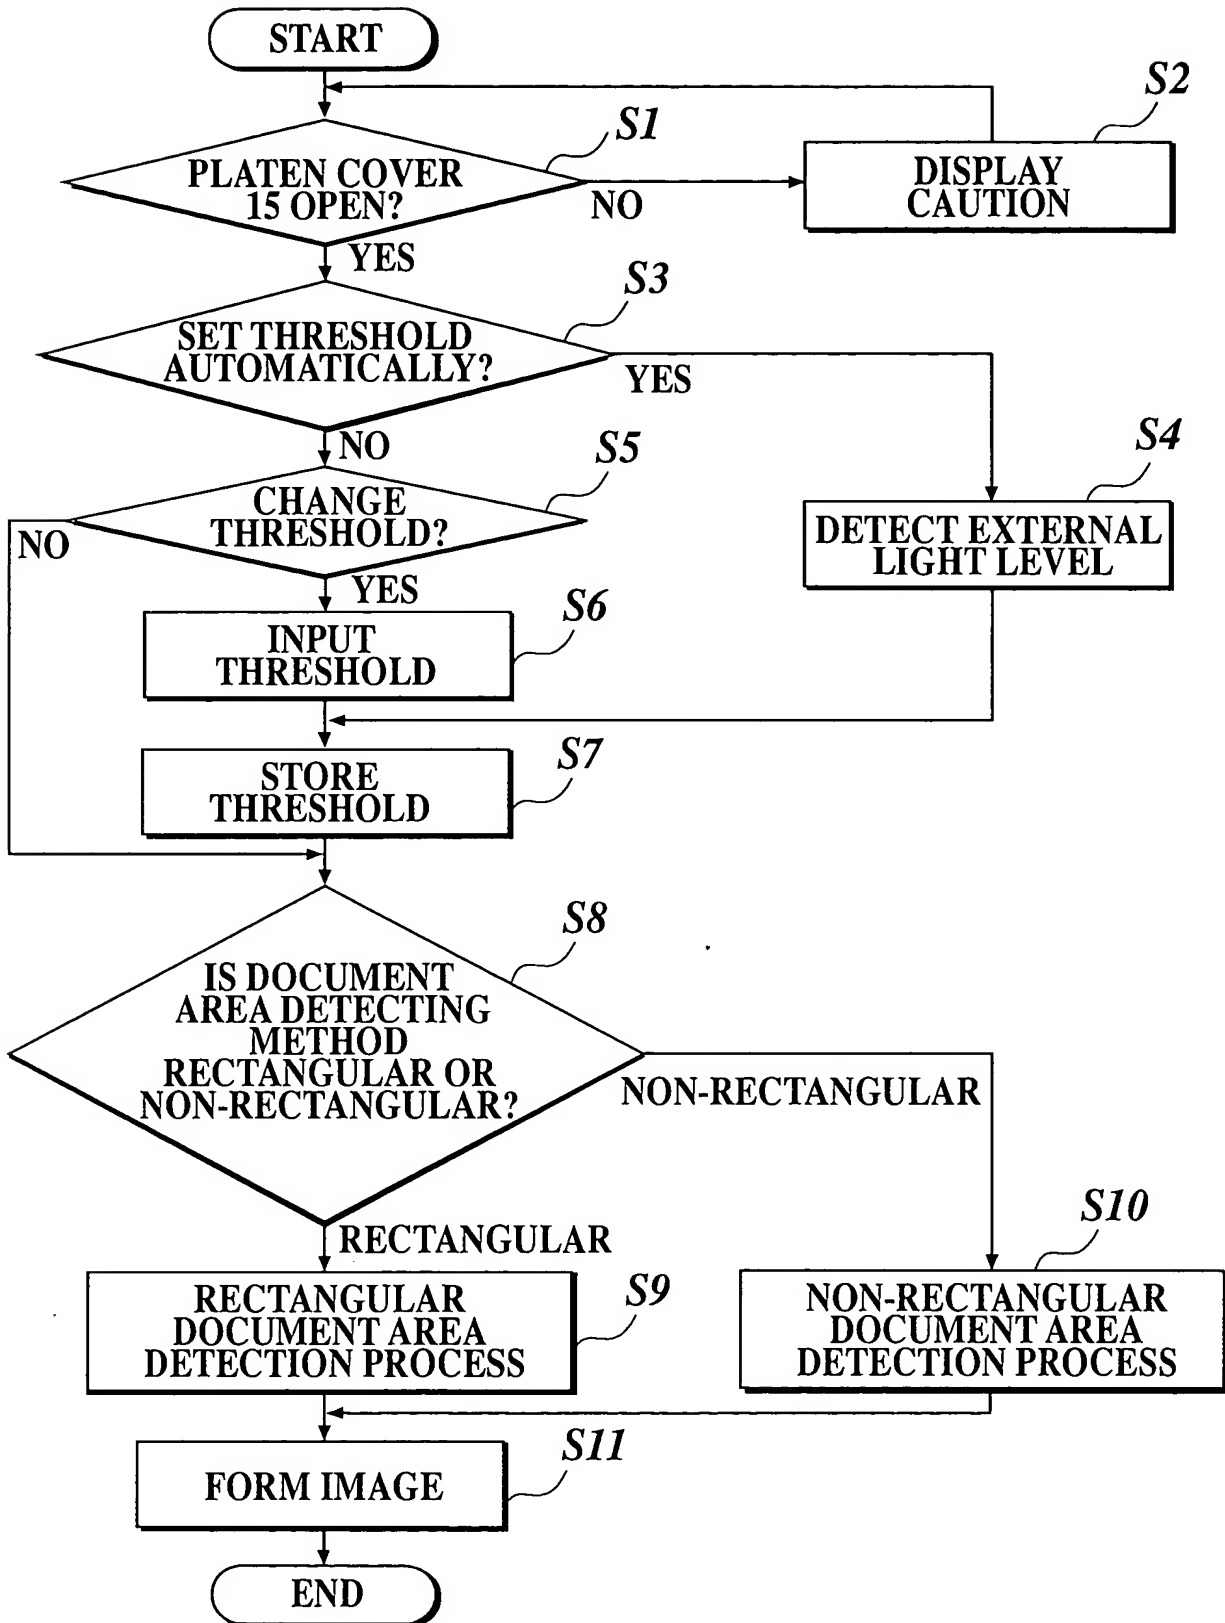 START
S2
S1
PLATEN COVER
15 OPEN?
NO
DISPLAY
CAUTION
YES
S3
SET THRESHOLD
AUTOMATICALLY?
YES
NO
S5
S4
CHANGE
THRESHOLD?
NO
DETECT EXTERNAL
LIGHT LEVEL
YES
S6
INPUT
THRESHOLD
S7
STORE
THRESHOLD
S8
IS DOCUMENT
AREA DETECTING
METHOD
RECTANGULAR OR
NON-RECTANGULAR?
NON-RECTANGULAR
RECTANGULAR
S10
S9
RECTANGULAR
DOCUMENT AREA
DETECTION PROCESS
NON-RECTANGULAR
DOCUMENT AREA
DETECTION PROCESS
S11
FORM IMAGE
END